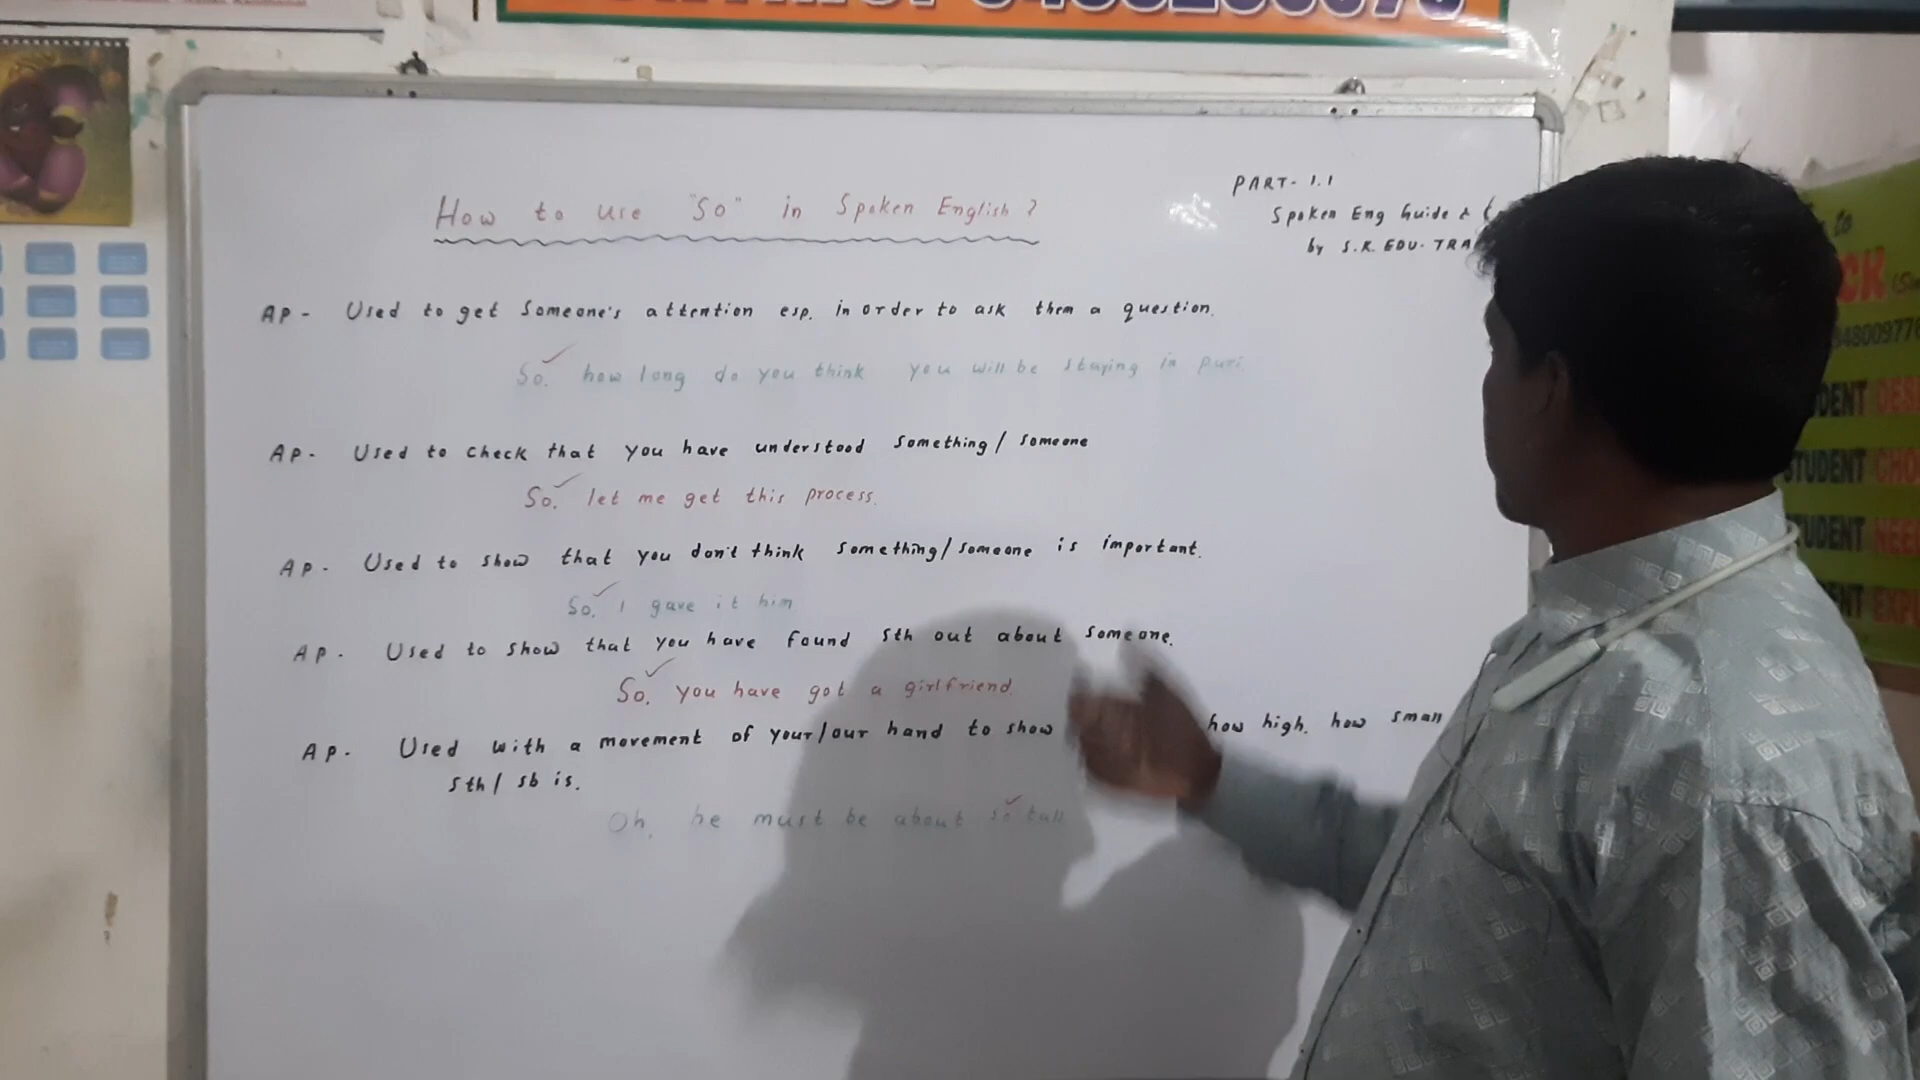 How to use "So" in Spoken English ?
PART- 1.1
Spoken Eng Guide &
by S.K. EDU- TRA
AP - Used to get Someone's attention esp. in order to ask them a question.
So, how long do you think you will be staying in puri.
AP - Used to check that you have understood something / someone
So, let me get this process.
AP - Used to show that you don't think something/someone is important.
So, I gave it him
AP - Used to show that you have found sth out about someone.
So, you have got a girlfriend.
AP - Used with a movement of your/our hand to show how high, how small
sth / sb is.
Oh, he must be about so tall
to
CK
DENT
STUDENT
STUDENT
ENT